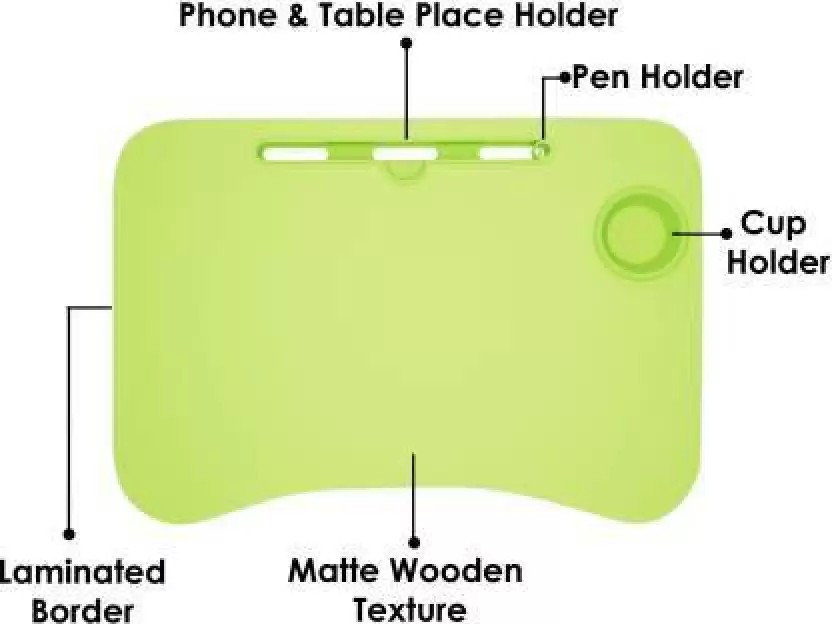 Phone & Table Place Holder
Pen Holder
Cup
Holder
Laminated
Border
Matte Wooden
Texture